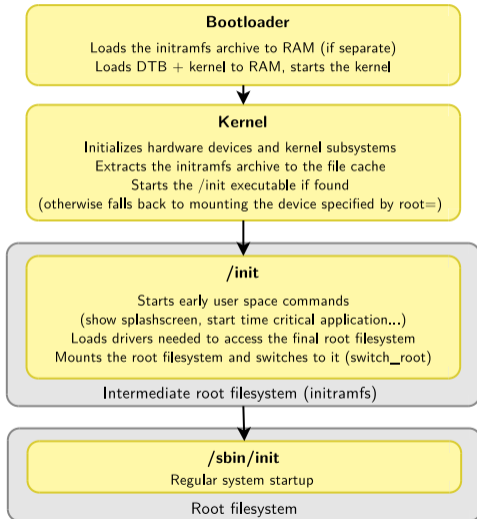 Bootloader
Loads the initramfs archive to RAM (if separate)
Loads DTB + kernel to RAM, starts the kernel
Kernel
Initializes hardware devices and kernel subsystems
Extracts the initramfs archive to the file cache
Starts the /init executable if found
(otherwise falls back to mounting the device specified by root=)
/init
Starts early user space commands
(show splashscreen, start time critical application...)
Loads drivers needed to access the final root filesystem
Mounts the root filesystem and switches to it (switch_root)
Intermediate root filesystem (initramfs)
/sbin/init
Regular system startup
Root filesystem